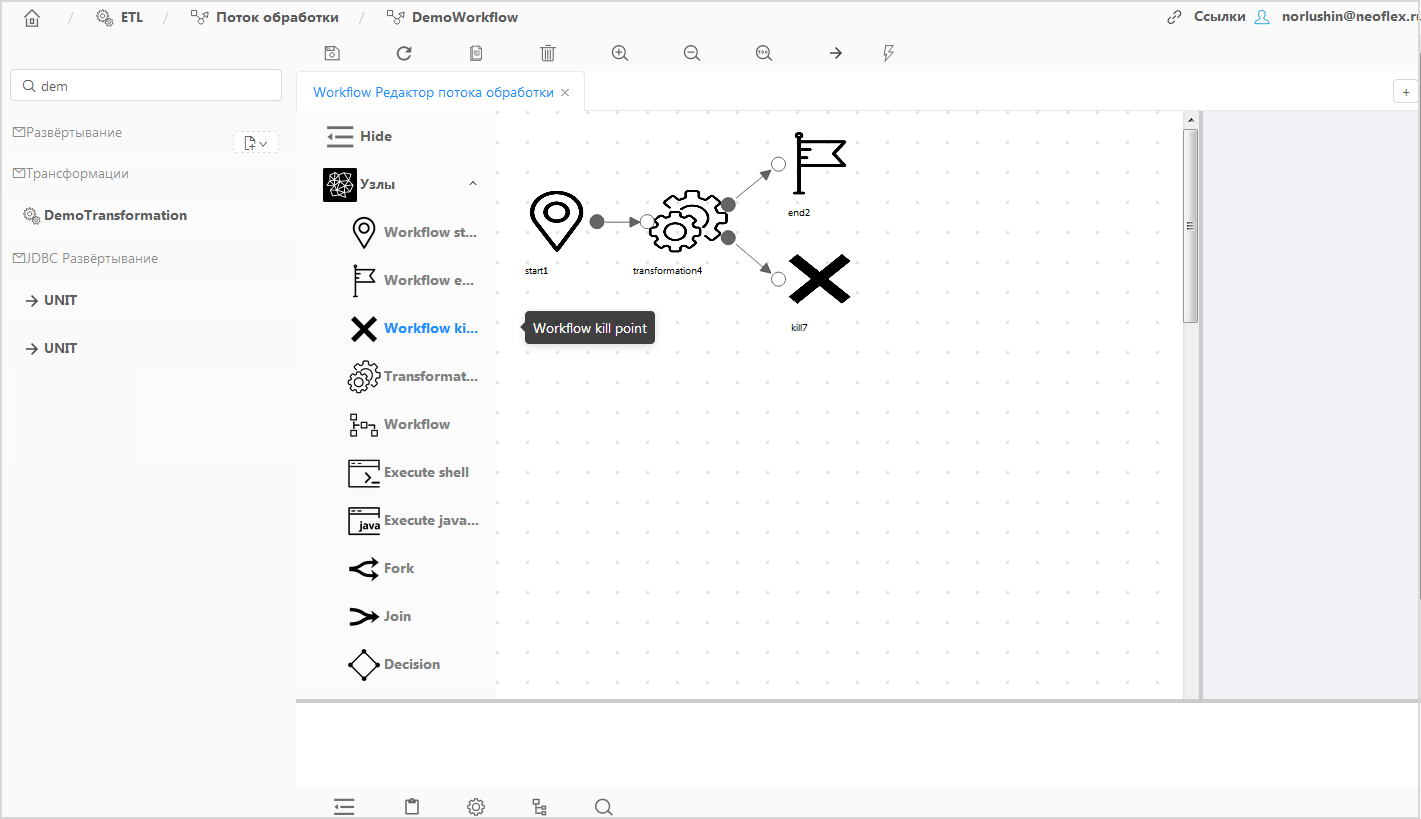 ETL
Поток обработки
DemoWorkflow
Ссылки
norlushin@neoflex.ru
dem
Workflow Редактор потока обработки
Развёртывание
Трансформации
DemoTransformation
JDBC Развёртывание
UNIT
UNIT
Hide
Узлы
Workflow st...
Workflow e...
Workflow ki...
Transformat...
Workflow
Execute shell
Execute java...
java
Fork
Join
Decision
start1
transformation4
end2
kill7
Workflow kill point